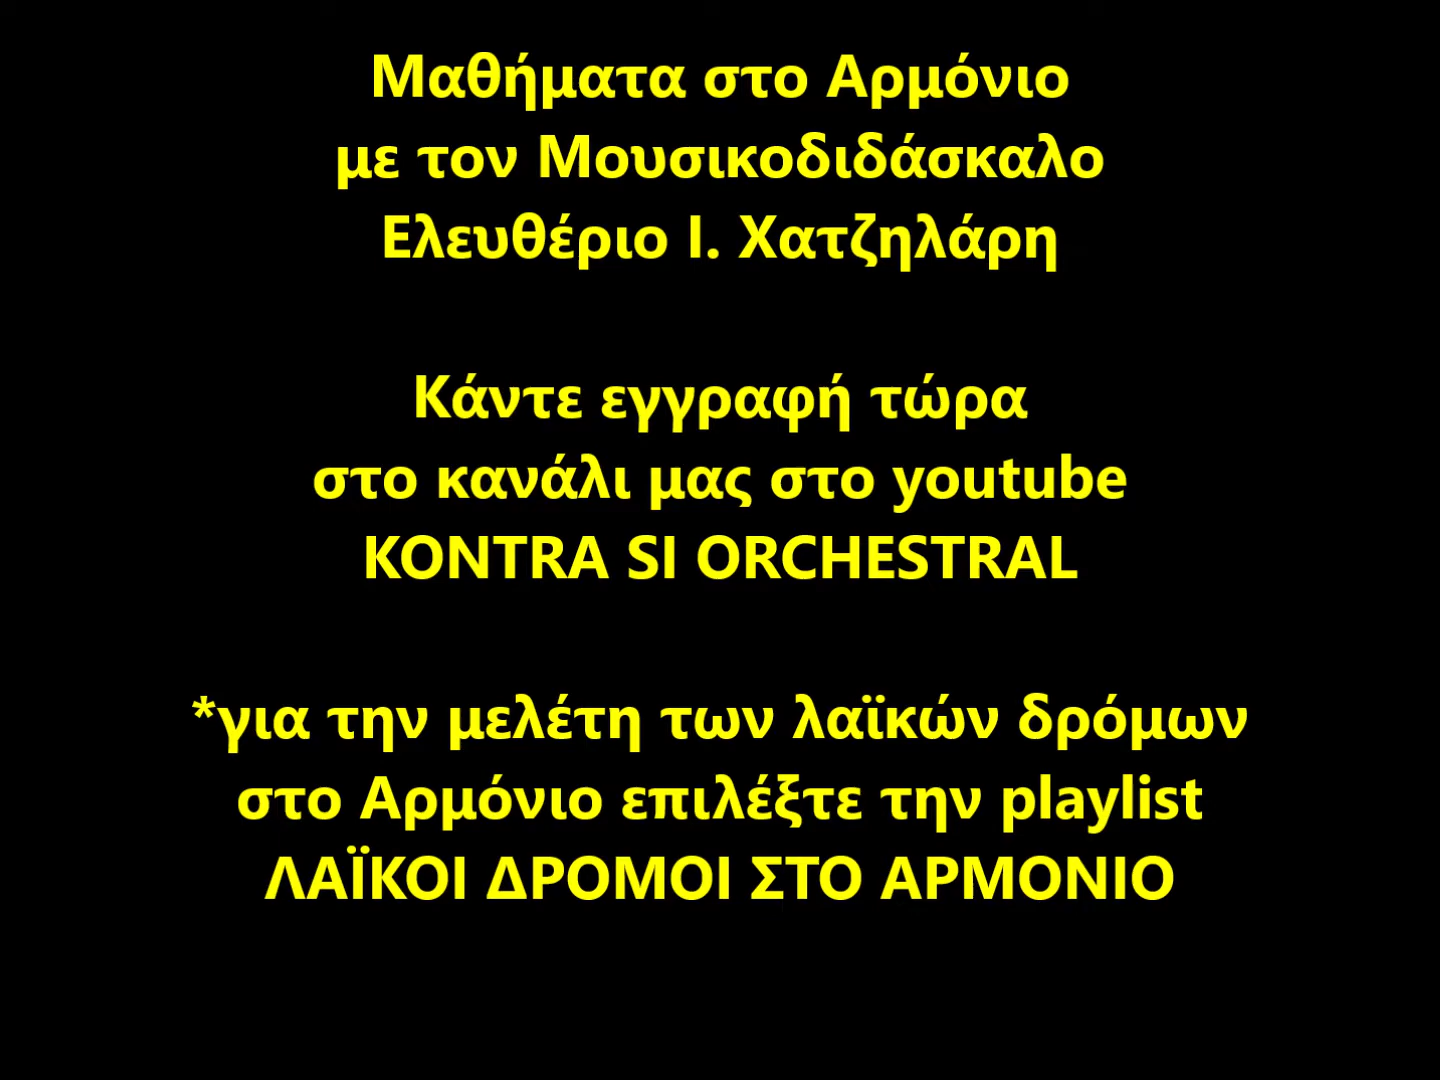 Μαθήματα στο Αρμόνιο
με τον Μουσικοδιδάσκαλο
Ελευθέριο Ι. Χατζηλάρη
Κάντε εγγραφή τώρα
στο κανάλι μας στο youtube
KONTRA SI ORCHESTRAL
*για την μελέτη των λαϊκών δρόμων
στο Αρμόνιο επιλέξτε την playlist
ΛΑΪΚΟΙ ΔΡΟΜΟΙ ΣΤΟ ΑΡΜΟΝΙΟ